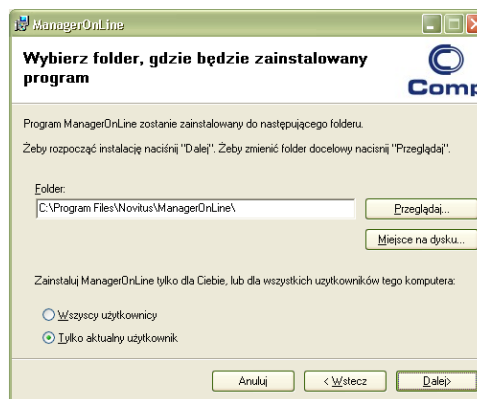 ManagerOnLine
Wybierz folder, gdzie będzie zainstalowany
program
Comp
Program ManagerOnLine zostanie zainstalowany do następującego folderu.
Żeby rozpocząć instalację naciśnij "Dalej". Żeby zmienić folder docelowy nacisnij "Przeglądaj".
Folder:
C:\Program Files\Novitus\ManagerOnLine\
Przeglądaj...
Miejsce na dysku...
Zainstaluj ManagerOnLine tylko dla Ciebie, lub dla wszystkich uzytkowników tego komputera:
Wszyscy użytkownicy
Tylko aktualny użytkownik
Anuluj
< Wstecz
Dalej>